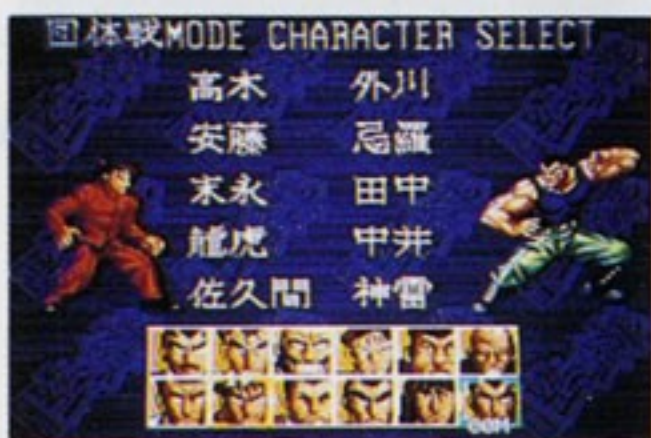 団体戦MODE CHARACTER SELECT
高木 外川
安藤 忌羅
末永 田中
龍虎 中井
佐久間 神雷
COM